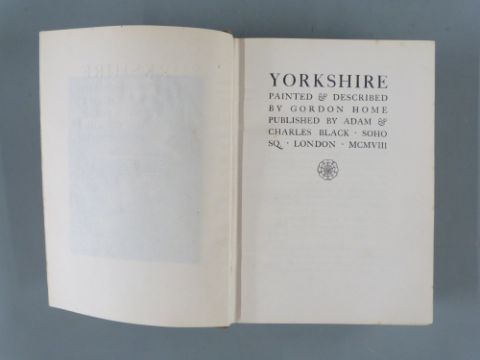 YORKSHIRE
PAINTED & DESCRIBED
BY GORDON HOME
PUBLISHED BY ADAM &
CHARLES BLACK · SOHO
SQ. · LONDON · MCMVIII